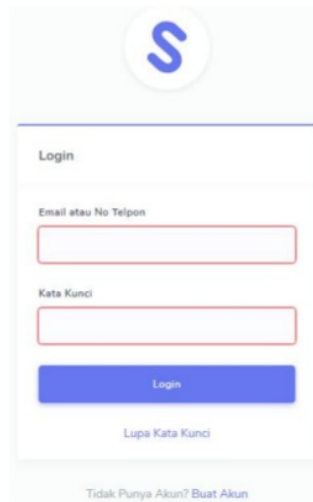 S
Login
Email atau No Telpon
Kata Kunci
Login
Lupa Kata Kunci
Tidak Punya Akun? Buat Akun